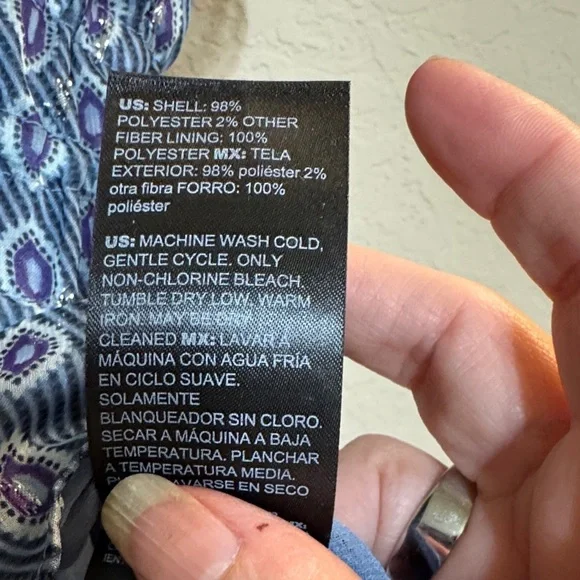 US: SHELL: 98%
POLYESTER 2% OTHER
FIBER LINING: 100%
POLYESTER MX: TELA
EXTERIOR: 98% poliéster 2%
otra fibra FORRO: 100%
poliéster
US: MACHINE WASH COLD,
GENTLE CYCLE. ONLY
NON-CHLORINE BLEACH.
TUMBLE DRY LOW. WARM
IRON. MAY BE DRY
CLEANED MX: LAVAR A
MÁQUINA CON AGUA FRÍA
EN CICLO SUAVE.
SOLAMENTE
BLANQUEADOR SIN CLORO.
SECAR A MÁQUINA A BAJA
TEMPERATURA. PLANCHAR
A TEMPERATURA MEDIA.
LAVARSE EN SECO